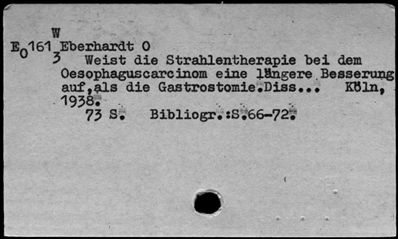 W
E0161 Eberhardt O
3 Weist die Strahlentherapie bei dem
Oesophaguscarcinom eine längere Besserung
auf,als die Gastrostomie.Diss... Köln,
1938.
73 S. Bibliogr.:S.66-72.